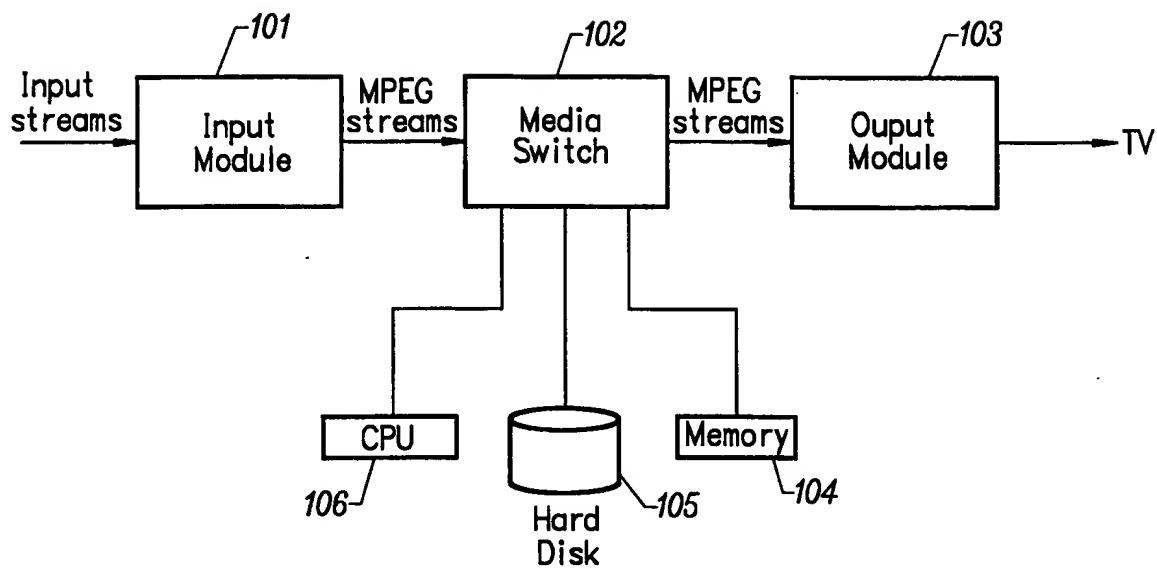 101
102
103
Input
streams
Input
Module
MPEG
streams
Media
Switch
MPEG
streams
Ouput
Module
TV
CPU
Memory
106
105
104
Hard
Disk